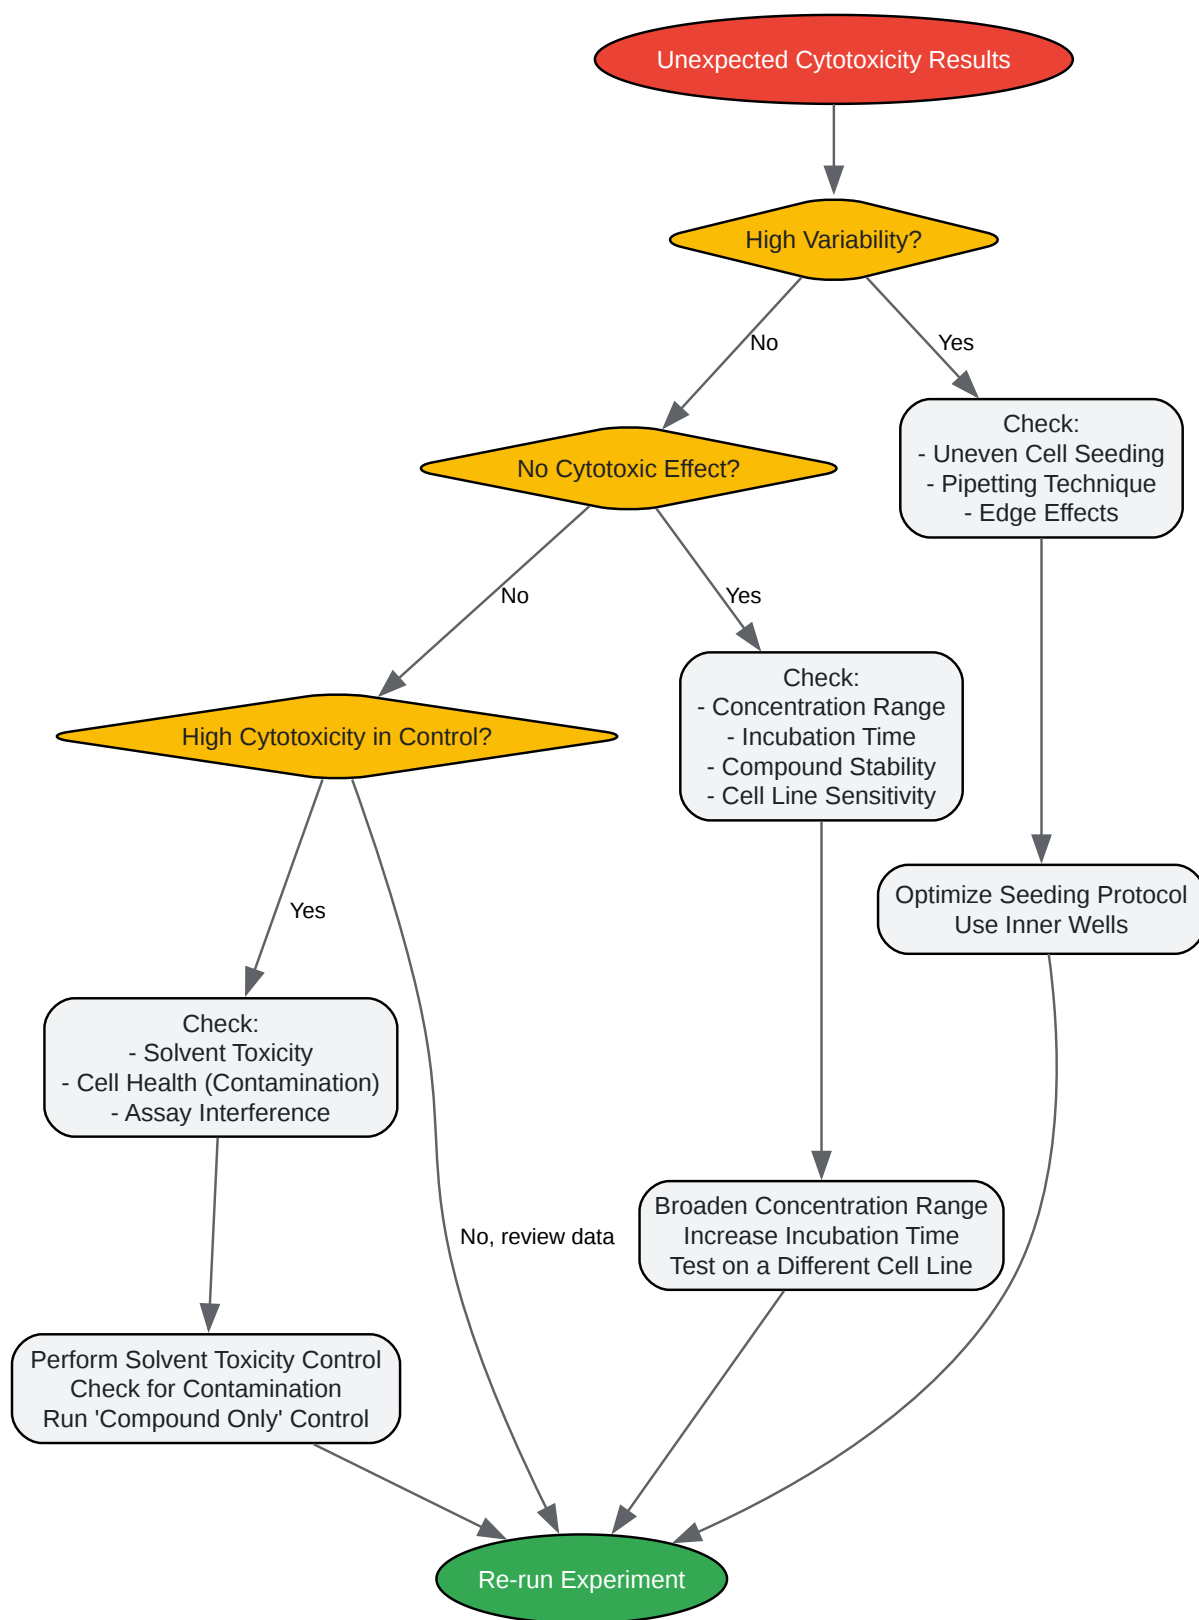 Unexpected Cytotoxicity Results
High Variability?
No
Yes
Check:
- Uneven Cell Seeding
- Pipetting Technique
- Edge Effects
No Cytotoxic Effect?
No
Yes
Check:
- Concentration Range
- Incubation Time
- Compound Stability
- Cell Line Sensitivity
High Cytotoxicity in Control?
Optimize Seeding Protocol
Use Inner Wells
Yes
Check:
- Solvent Toxicity
- Cell Health (Contamination)
- Assay Interference
No, review data
Broaden Concentration Range
Increase Incubation Time
Test on a Different Cell Line
Perform Solvent Toxicity Control
Check for Contamination
Run 'Compound Only' Control
Re-run Experiment